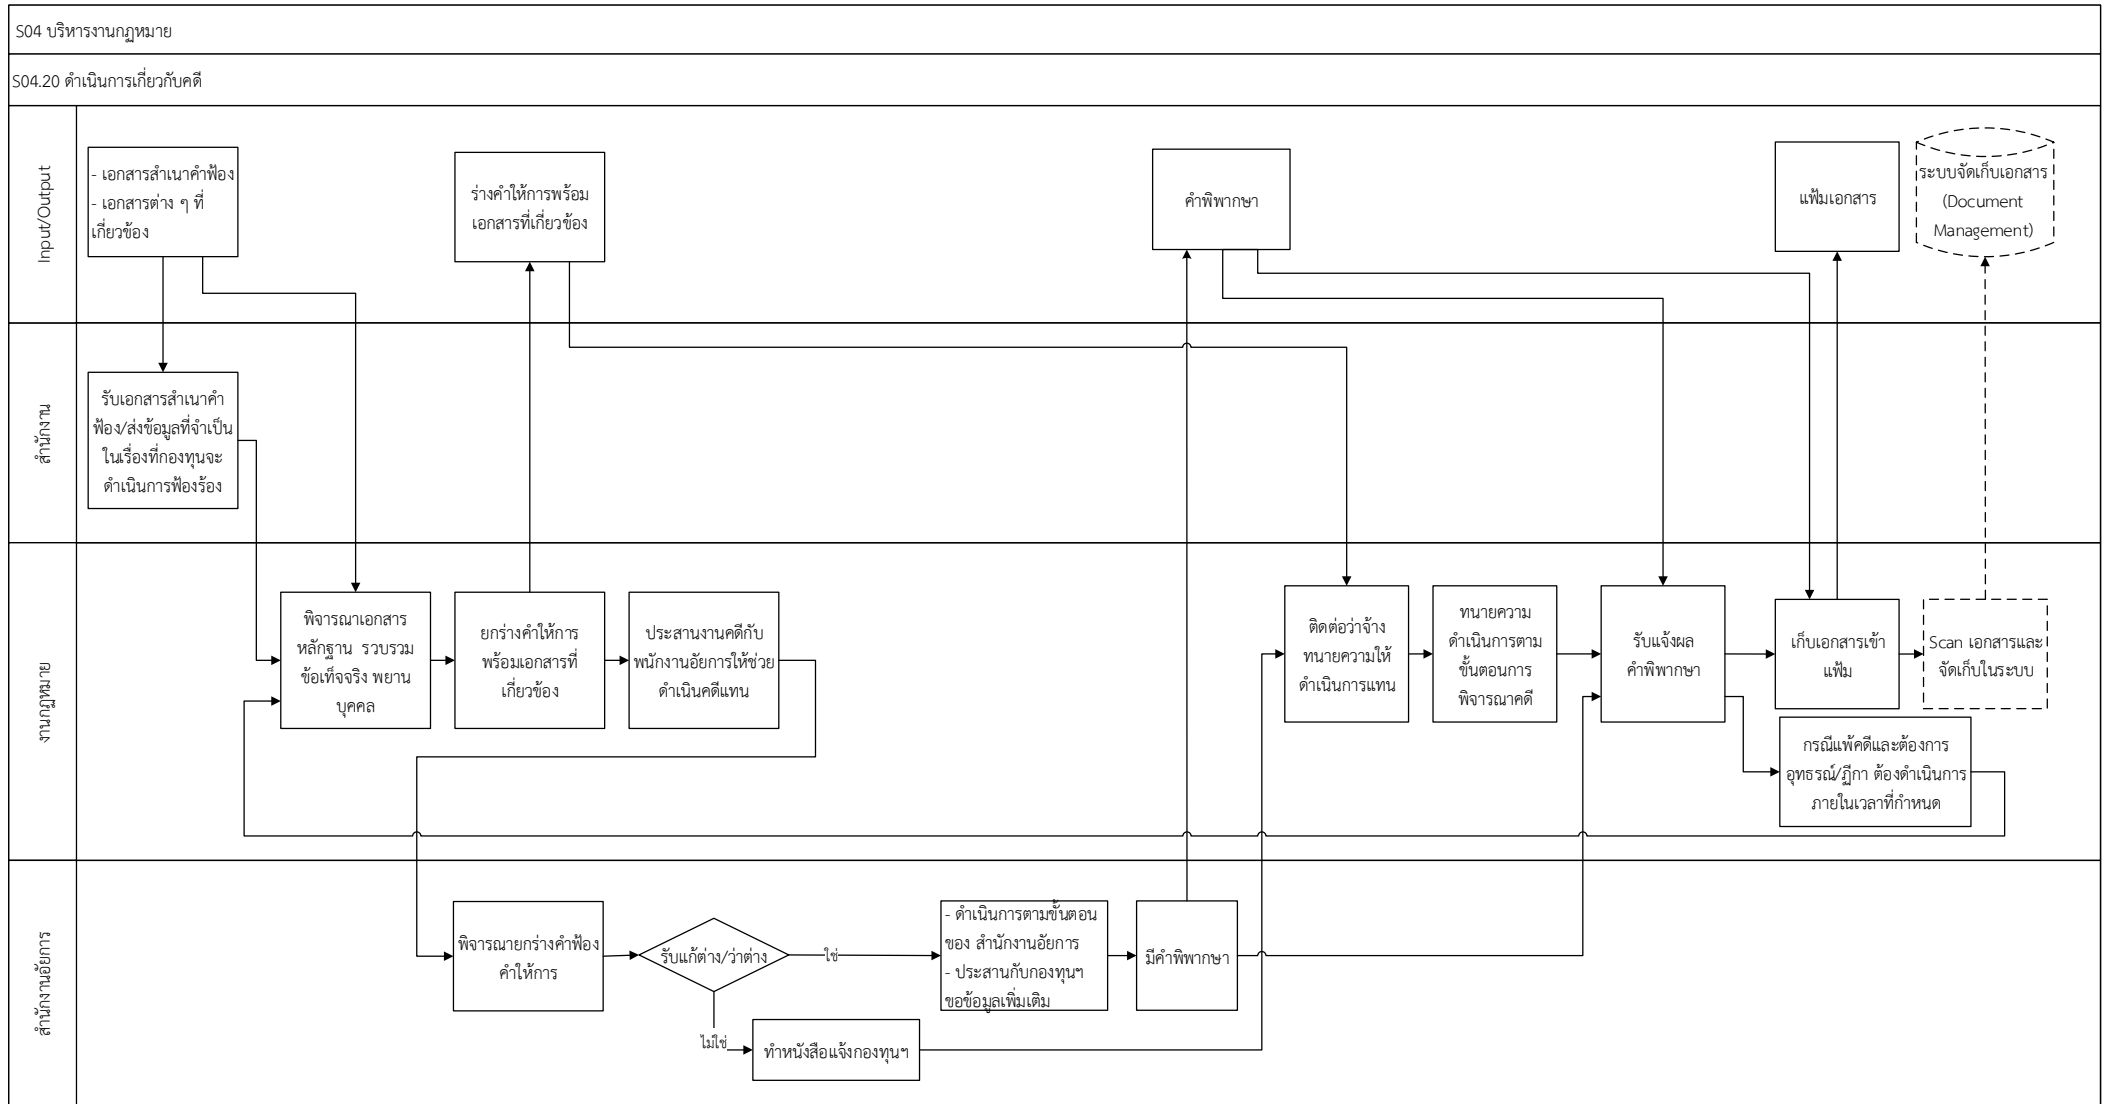 S04 บริหารงานกฏหมาย
S04.20 ดำเนินการเกี่ยวกับคดี
Input/Output
- เอกสารสำเนาคำฟ้อง
- เอกสารต่าง ๆ ที่
เกี่ยวข้อง
ร่างคำให้การพร้อม
เอกสารที่เกี่ยวข้อง
คำพิพากษา
แฟ้มเอกสาร
ระบบจัดเก็บเอกสาร
(Document
Management)
สำนักงาน
รับเอกสารสำเนาคำ
ฟ้อง/ส่งข้อมูลที่จำเป็น
ในเรื่องที่กองทุนจะ
ดำเนินการฟ้องร้อง
งานกฏหมาย
พิจารณาเอกสาร
หลักฐาน รวบรวม
ข้อเท็จจริง พยาน
บุคคล
ยกร่างคำให้การ
พร้อมเอกสารที่
เกี่ยวข้อง
ประสานงานคดีกับ
พนักงานอัยการให้ช่วย
ดำเนินคดีแทน
ติดต่อว่าจ้าง
ทนายความให้
ดำเนินการแทน
ทนายความ
ดำเนินการตาม
ขั้นตอนการ
พิจารณาคดี
รับแจ้งผล
คำพิพากษา
เก็บเอกสารเข้า
แฟ้ม
Scan เอกสารและ
จัดเก็บในระบบ
กรณีแพ้คดีและต้องการ
อุทธรณ์/ฎีกา ต้องดำเนินการ
ภายในเวลาที่กำหนด
สำนักงานอัยการ
พิจารณายกร่างคำฟ้อง
คำให้การ
รับแก้ต่าง/ว่าต่าง
ใช่
- ดำเนินการตามขั้นตอน
ของ สำนักงานอัยการ
- ประสานกับกองทุนฯ
ขอข้อมูลเพิ่มเติม
มีคำพิพากษา
ไม่ใช่
ทำหนังสือแจ้งกองทุนฯ